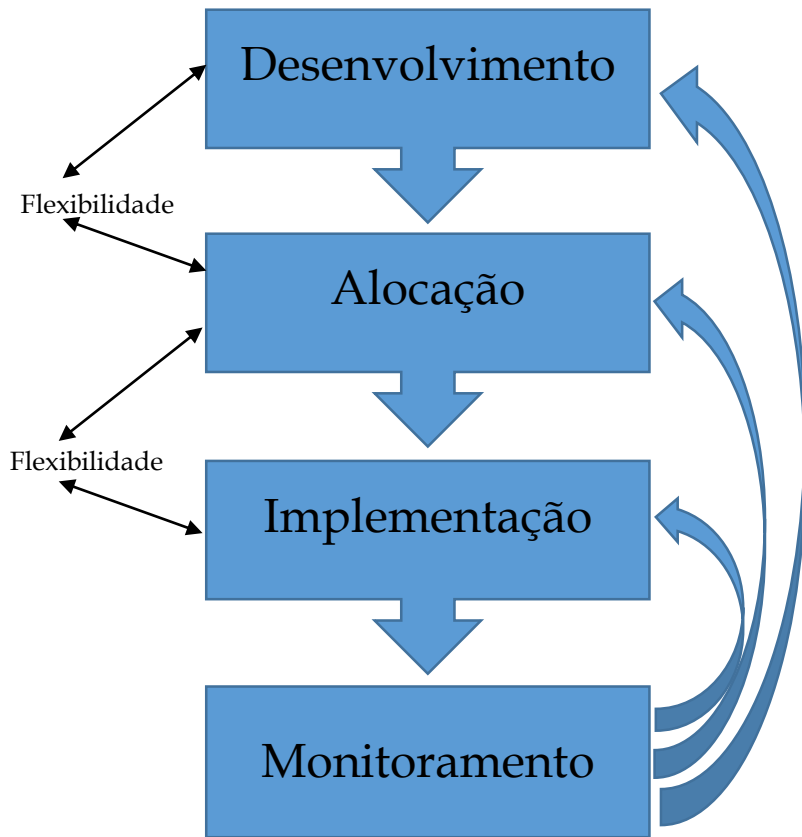 Desenvolvimento
Flexibilidade
Alocação
Flexibilidade
Implementação
Monitoramento